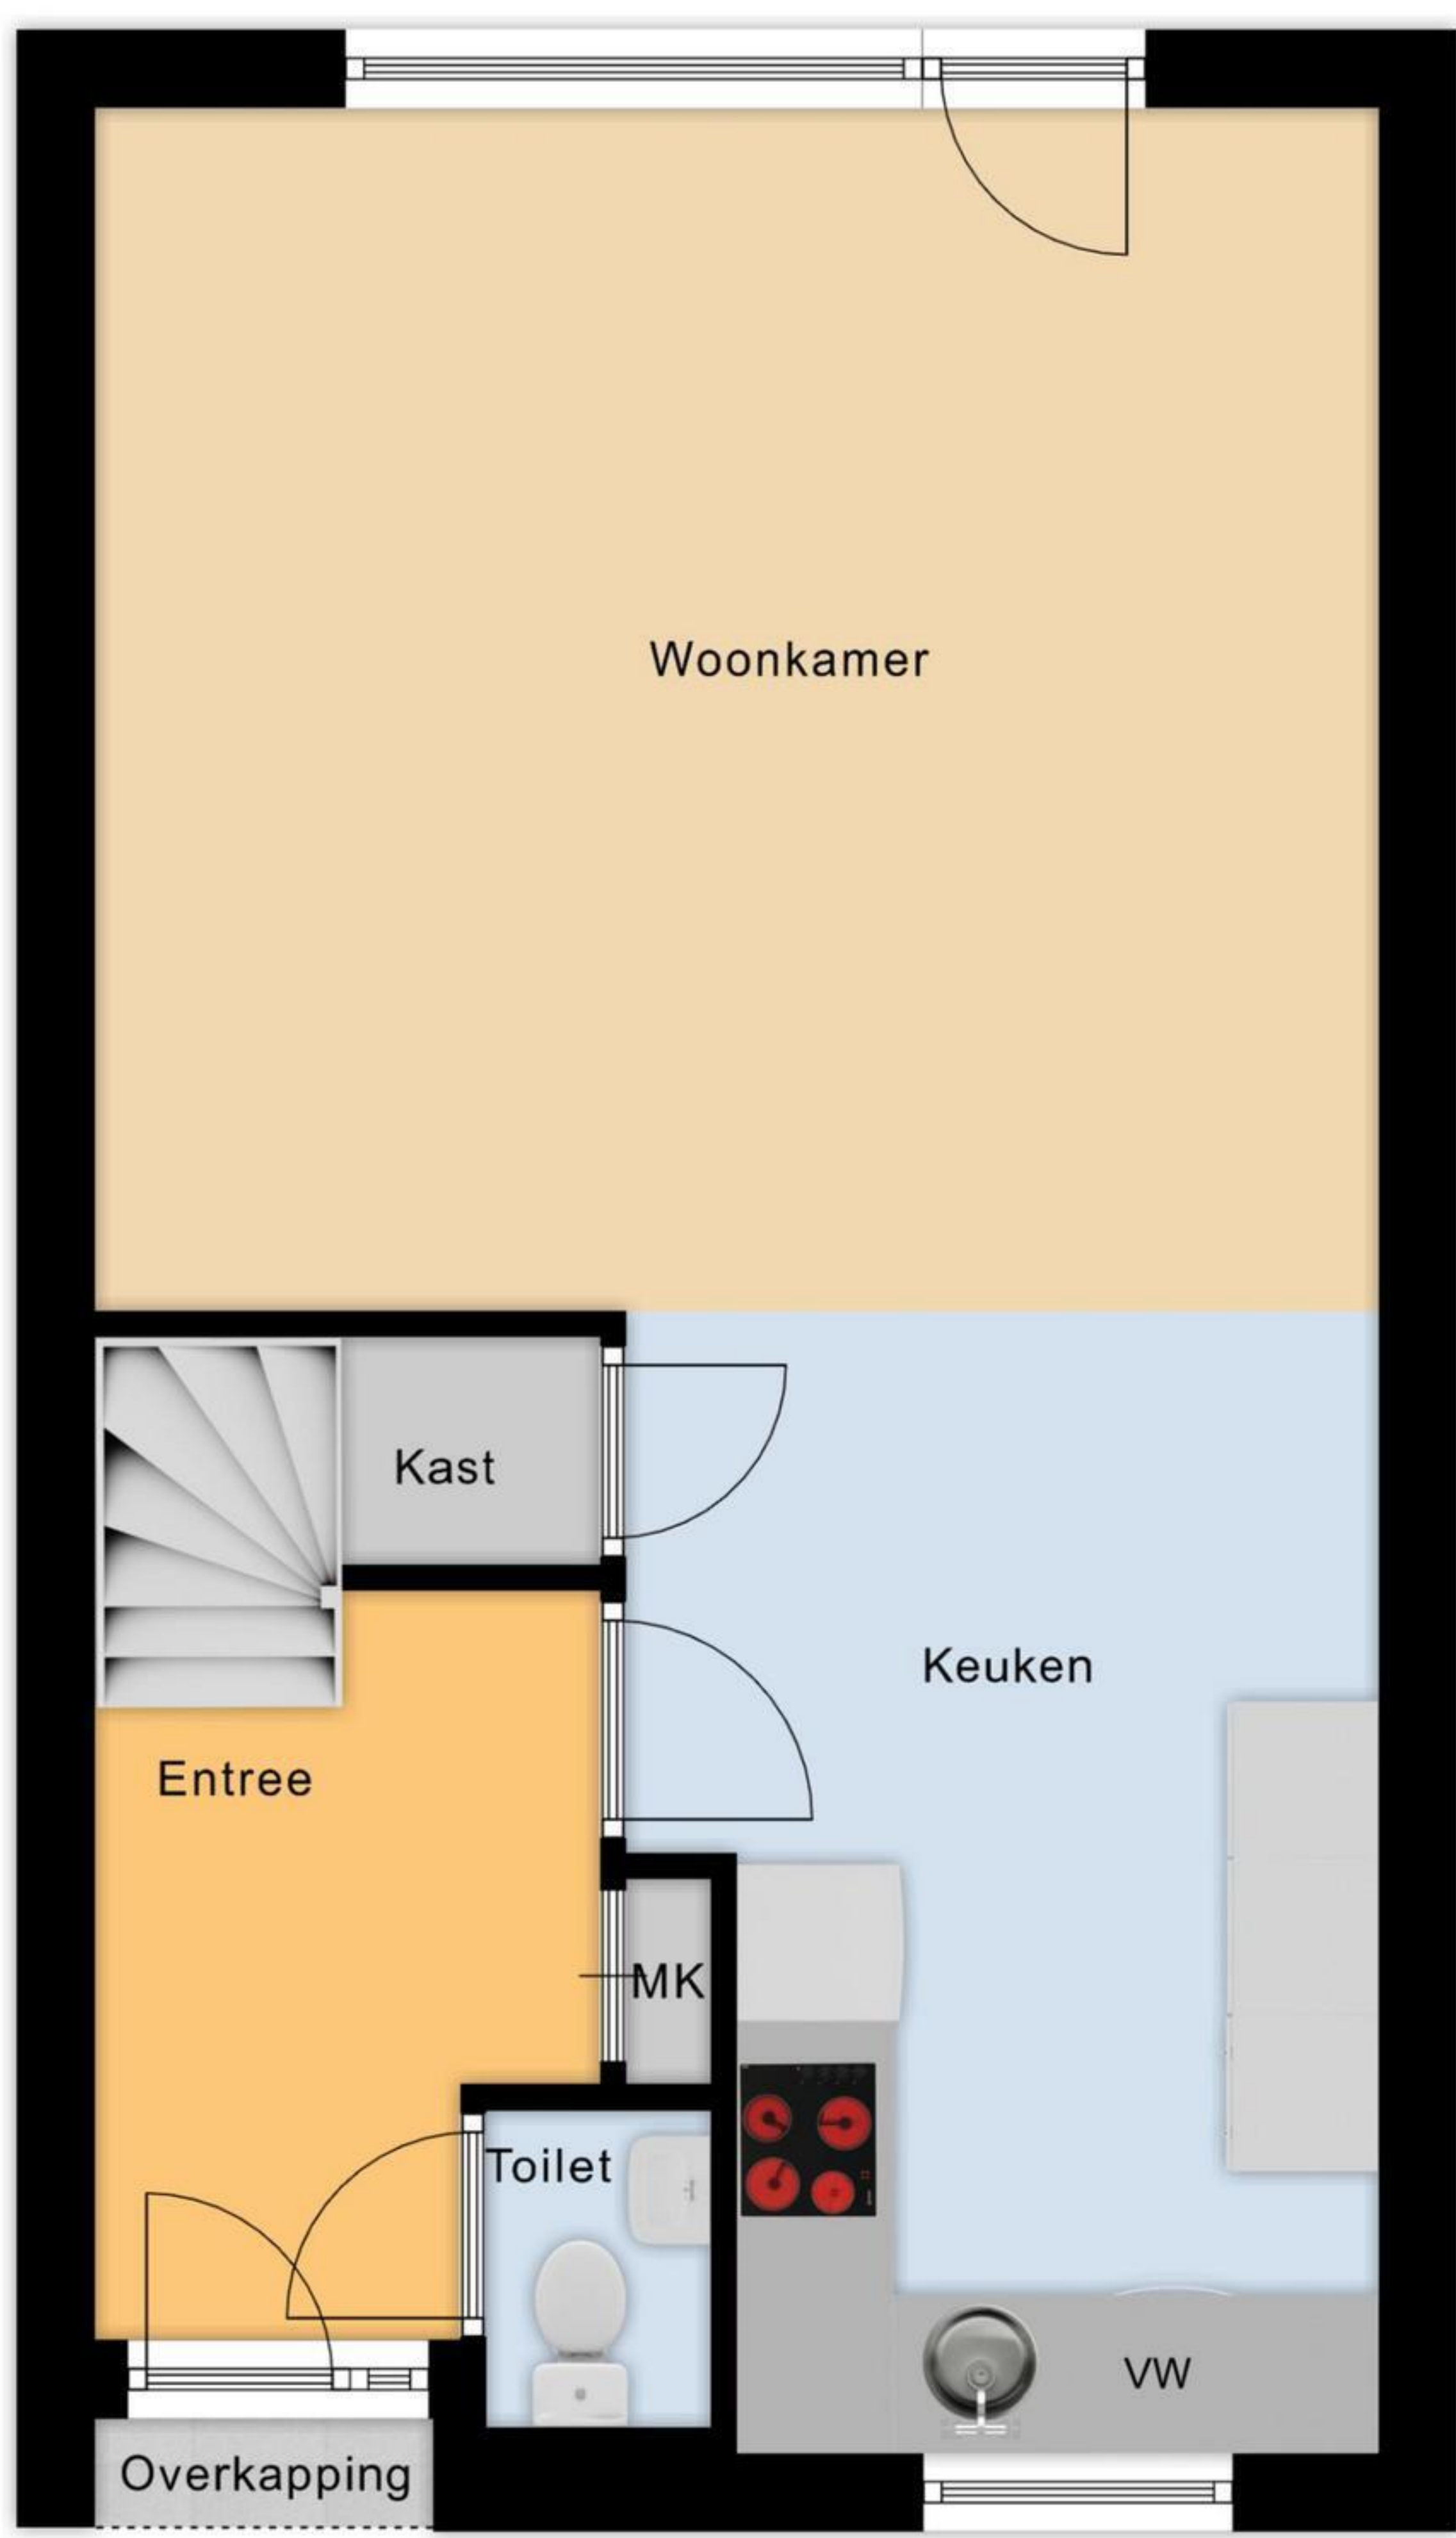 Woonkamer
Kast
Keuken
Entree
MK
Toilet
VW
Overkapping